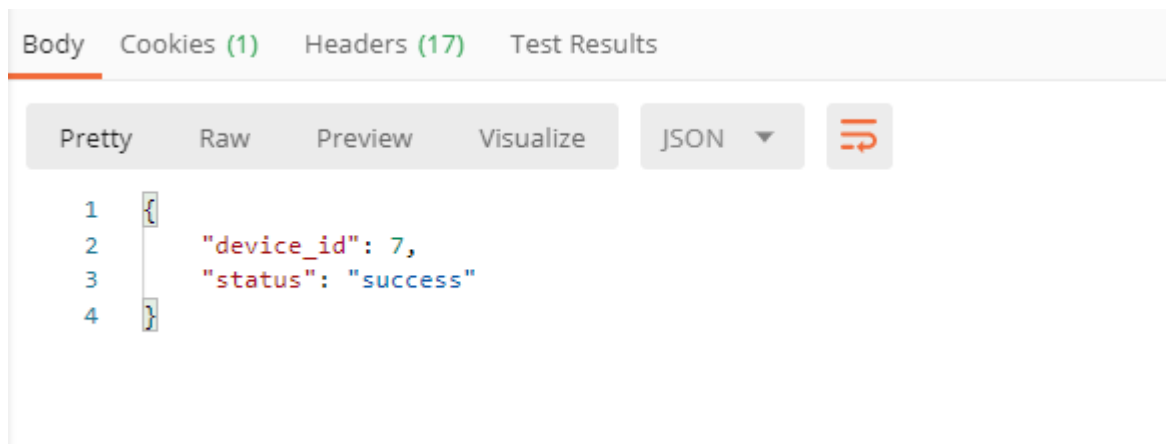 Body Cookies (1) Headers (17) Test Results
Pretty Raw Preview Visualize JSON
1 {
2 "device_id": 7,
3 "status": "success"
4 }